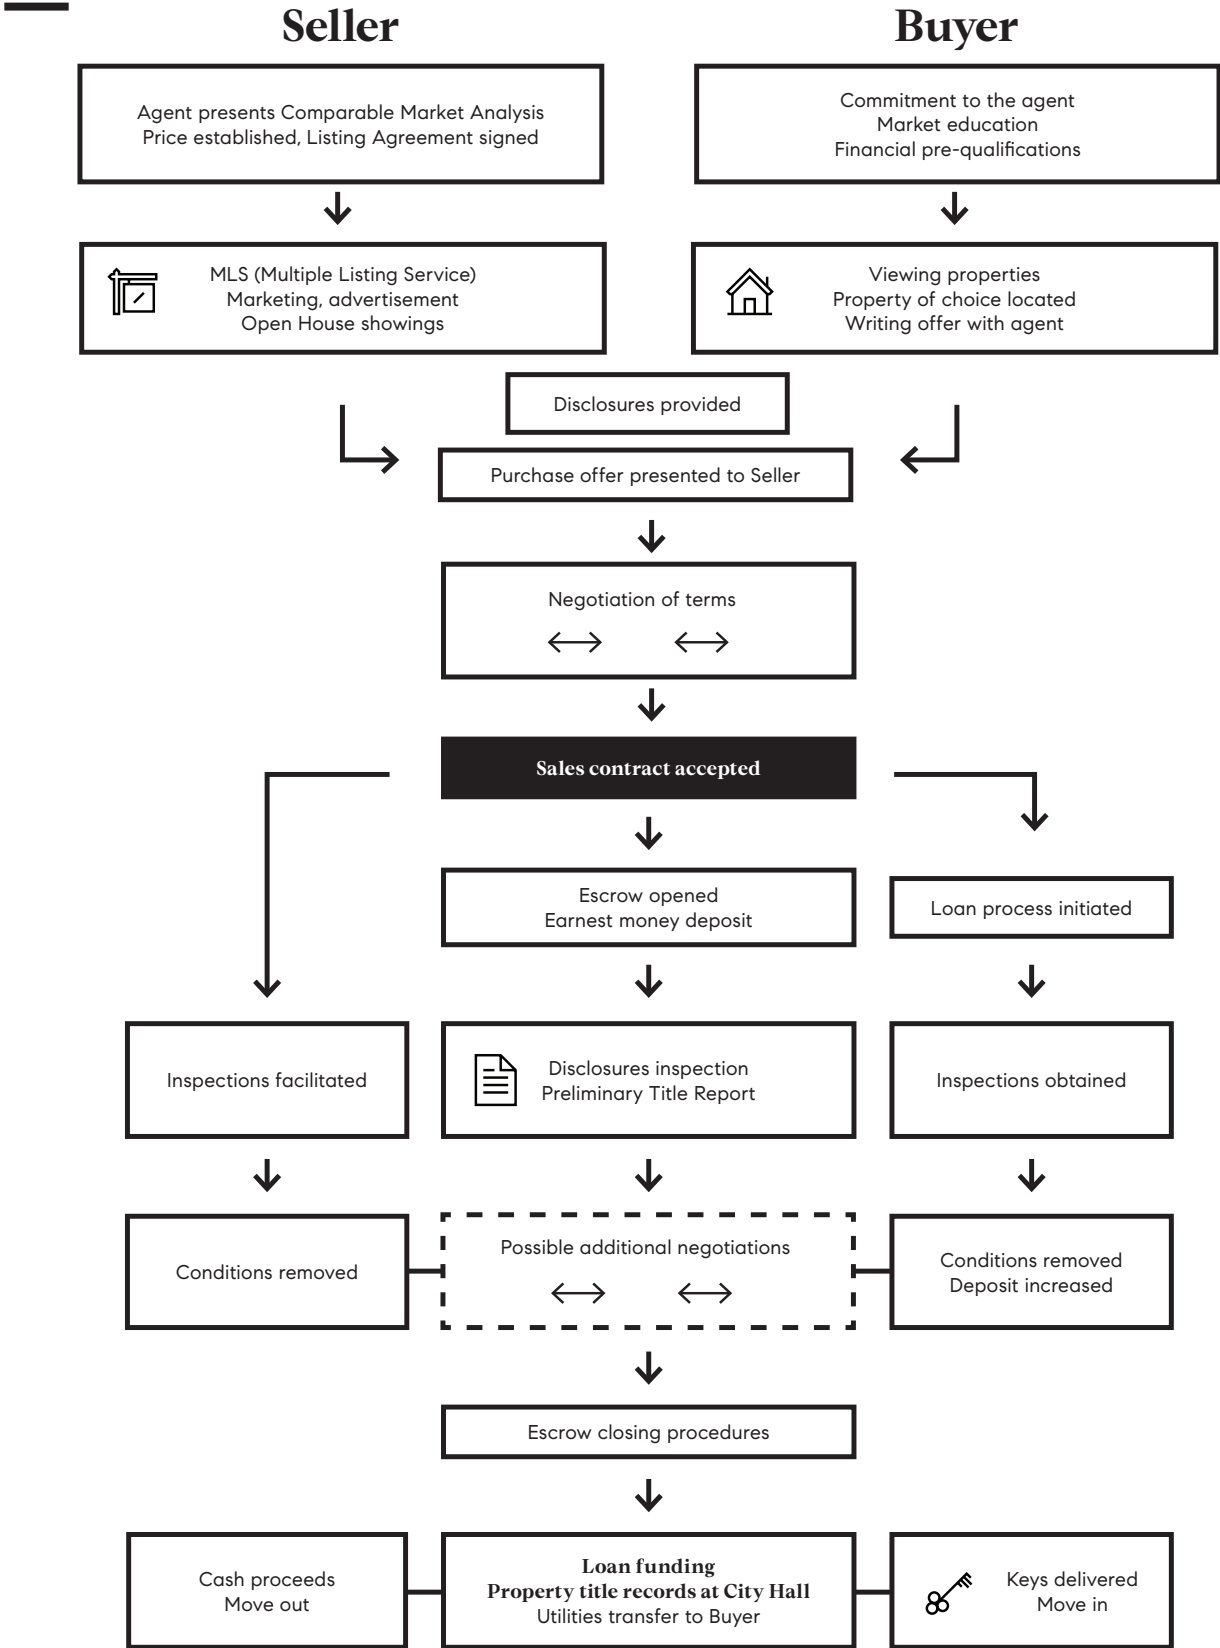 Seller
Buyer
Agent presents Comparable Market Analysis
Price established, Listing Agreement signed
Commitment to the agent
Market education
Financial pre-qualifications
MLS (Multiple Listing Service)
Marketing, advertisement
Open House showings
Viewing properties
Property of choice located
Writing offer with agent
Disclosures provided
Purchase offer presented to Seller
Negotiation of terms
Sales contract accepted
Escrow opened
Earnest money deposit
Loan process initiated
Inspections facilitated
Disclosures inspection
Preliminary Title Report
Inspections obtained
Conditions removed
Possible additional negotiations
Conditions removed
Deposit increased
Escrow closing procedures
Cash proceeds
Move out
Loan funding
Property title records at City Hall
Utilities transfer to Buyer
Keys delivered
Move in